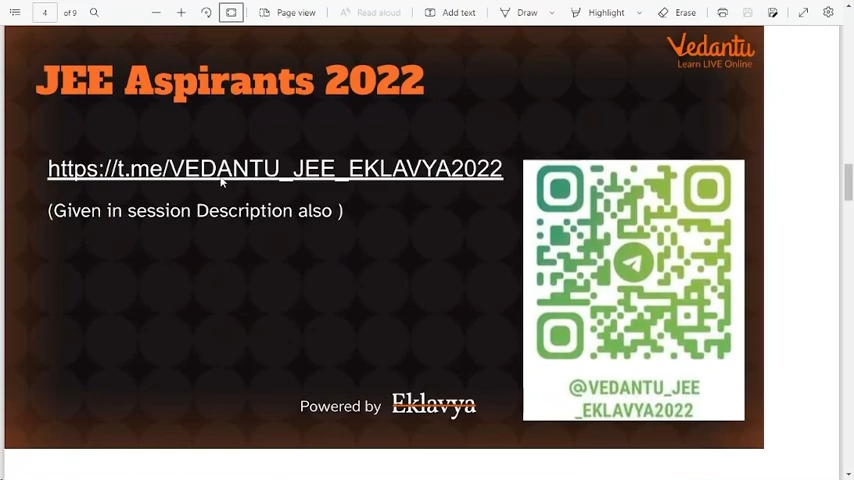 4 of 9 Page view Read aloud Add text Draw Highlight Erase
Vedantu
Learn LIVE Online
JEE Aspirants 2022
https://t.me/VEDANTU_JEE_EKLAVYA2022
(Given in session Description also )
@VEDANTU_JEE
_EKLAVYA2022
Powered by Eklavya